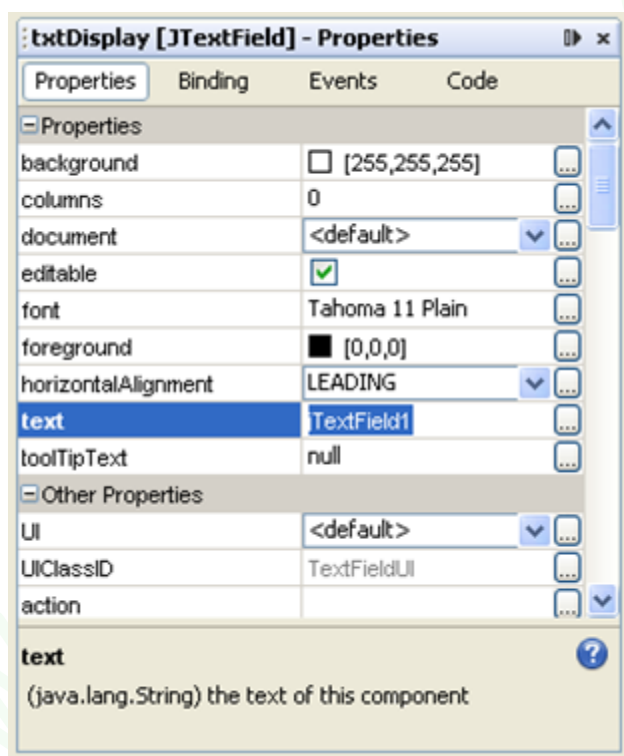 txtDisplay [JTextField] - Properties
Properties Binding Events Code
Properties
background [255,255,255] ...
columns 0 ...
document <default> ...
editable ...
font Tahoma 11 Plain ...
foreground [0,0,0] ...
horizontalAlignment LEADING ...
text jTextField1 ...
toolTipText null ...
Other Properties
UI <default> ...
UIClassID TextFieldUI ...
action ...
text
(java.lang.String) the text of this component